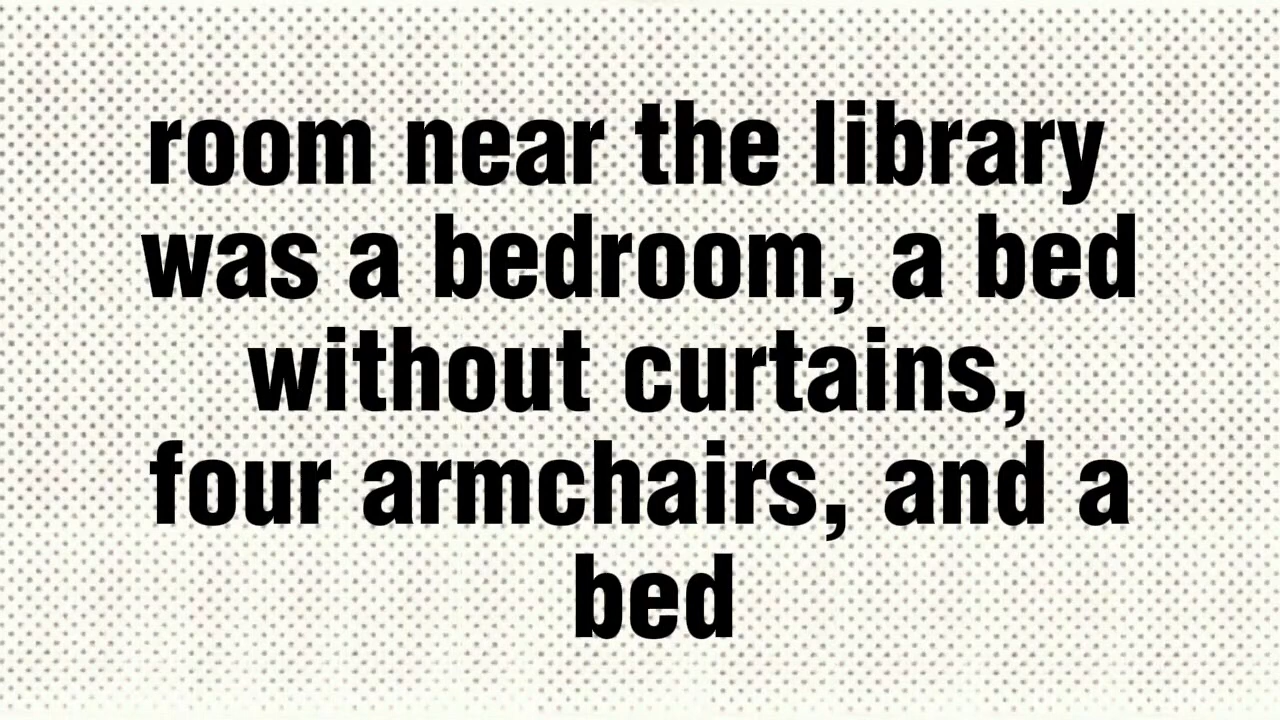 room near the library
was a bedroom, a bed
without curtains,
four armchairs, and a
bed